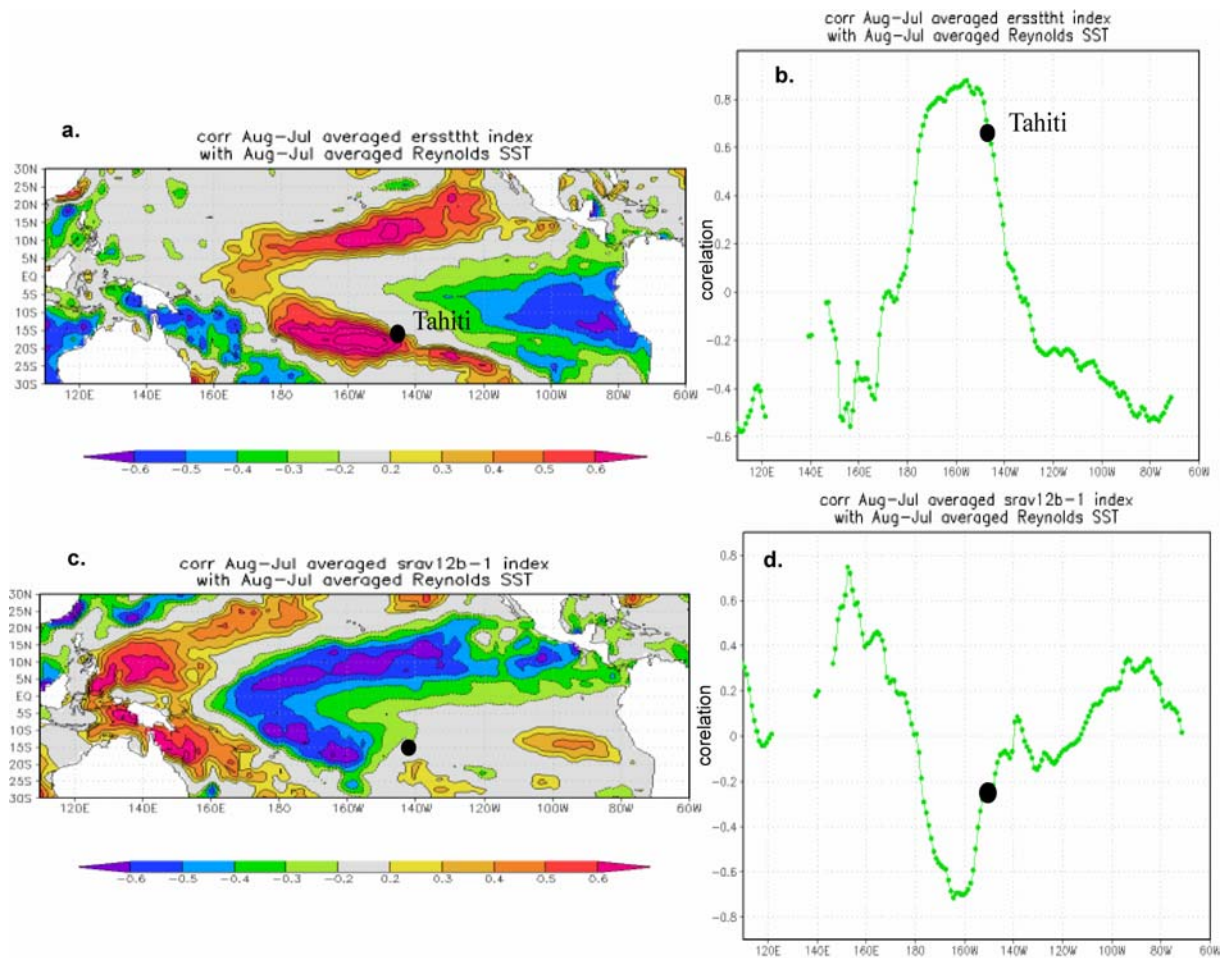 a.
corr Aug-Jul averaged erssttht index
with Aug-Jul averaged Reynolds SST
30N
25N
20N
15N
10N
5N
EQ
5S
10S
15S
20S
25S
30S
Tahiti
120E 140E 160E 180 160W 140W 120W 100W 80W 60W
-0.6 -0.5 -0.4 -0.3 -0.2 0.2 0.3 0.4 0.5 0.6
corr Aug-Jul averaged erssttht index
with Aug-Jul averaged Reynolds SST
b.
Tahiti
corelation
0.8
0.6
0.4
0.2
0
-0.2
-0.4
-0.6
120E 140E 160E 180 160W 140W 120W 100W 80W 60W
c.
corr Aug-Jul averaged srav12b-1 index
with Aug-Jul averaged Reynolds SST
30N
25N
20N
15N
10N
5N
EQ
5S
10S
15S
20S
25S
30S
120E 140E 160E 180 160W 140W 120W 100W 80W 60W
-0.6 -0.5 -0.4 -0.3 -0.2 0.2 0.3 0.4 0.5 0.6
corr Aug-Jul averaged srav12b-1 index
with Aug-Jul averaged Reynolds SST
d.
corelation
0.8
0.6
0.4
0.2
0
-0.2
-0.4
-0.6
-0.8
120E 140E 160E 180 160W 140W 120W 100W 80W 60W